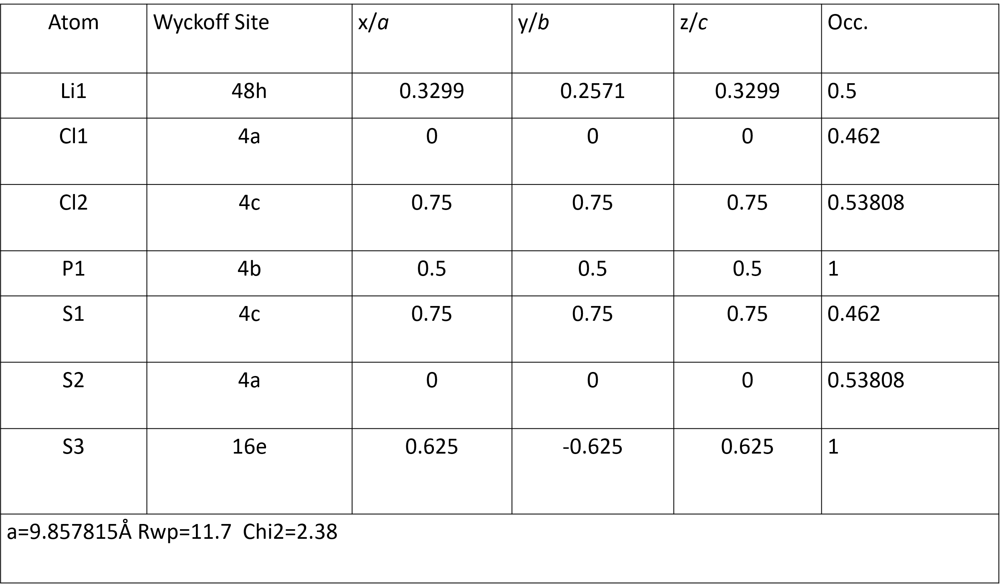 Atom Wyckoff Site x/a y/b z/c Occ.
Li1 48h 0.3299 0.2571 0.3299 0.5
Cl1 4a 0 0 0 0.462
Cl2 4c 0.75 0.75 0.75 0.53808
P1 4b 0.5 0.5 0.5 1
S1 4c 0.75 0.75 0.75 0.462
S2 4a 0 0 0 0.53808
S3 16e 0.625 -0.625 0.625 1
a=9.857815Å Rwp=11.7 Chi2=2.38